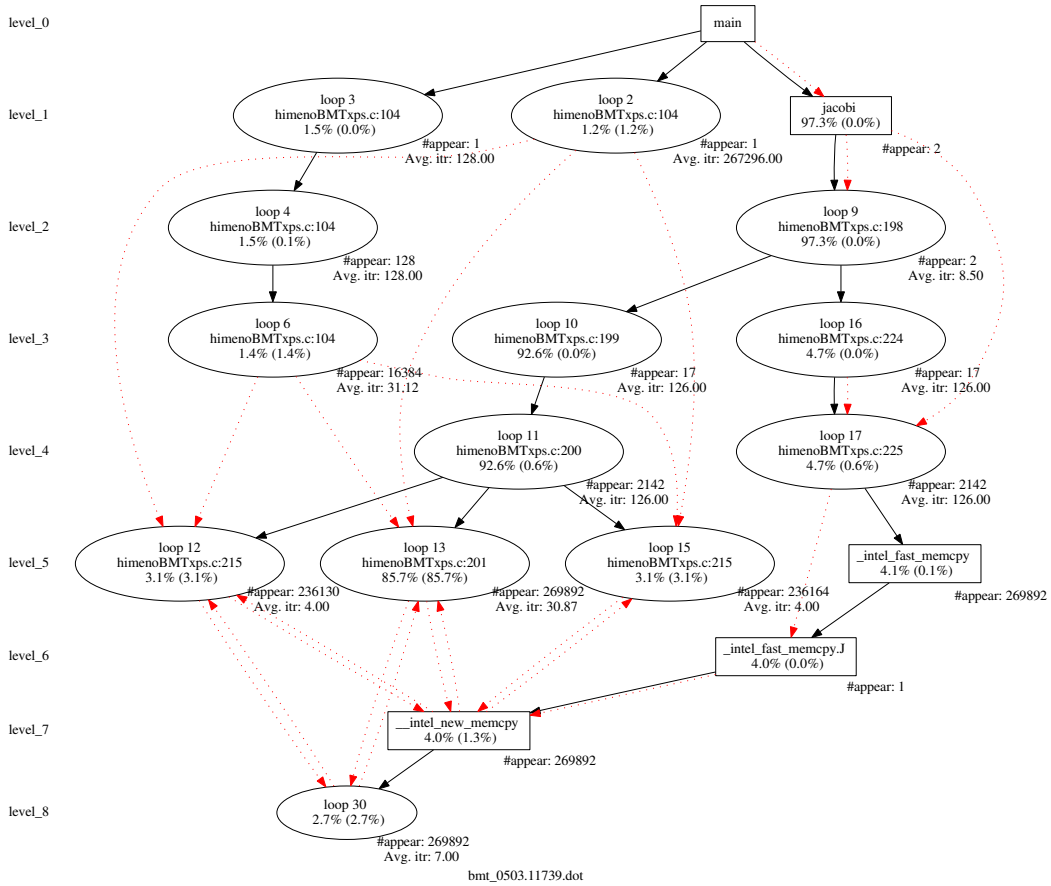 level_0
main
level_1
loop 3
himenoBMTxps.c:104
1.5% (0.0%)
#appear: 1
Avg. itr: 128.00
loop 2
himenoBMTxps.c:104
1.2% (1.2%)
#appear: 1
Avg. itr: 267296.00
jacobi
97.3% (0.0%)
#appear: 2
level_2
loop 4
himenoBMTxps.c:104
1.5% (0.1%)
#appear: 128
Avg. itr: 128.00
loop 9
himenoBMTxps.c:198
97.3% (0.0%)
#appear: 2
Avg. itr: 8.50
level_3
loop 6
himenoBMTxps.c:104
1.4% (1.4%)
#appear: 16384
Avg. itr: 31.12
loop 10
himenoBMTxps.c:199
92.6% (0.0%)
#appear: 17
Avg. itr: 126.00
loop 16
himenoBMTxps.c:224
4.7% (0.0%)
#appear: 17
Avg. itr: 126.00
level_4
loop 11
himenoBMTxps.c:200
92.6% (0.6%)
#appear: 2142
Avg. itr: 126.00
loop 17
himenoBMTxps.c:225
4.7% (0.6%)
#appear: 2142
Avg. itr: 126.00
level_5
loop 12
himenoBMTxps.c:215
3.1% (3.1%)
#appear: 236130
Avg. itr: 4.00
loop 13
himenoBMTxps.c:201
85.7% (85.7%)
#appear: 269892
Avg. itr: 30.87
loop 15
himenoBMTxps.c:215
3.1% (3.1%)
#appear: 236164
Avg. itr: 4.00
_intel_fast_memcpy
4.1% (0.1%)
#appear: 269892
level_6
_intel_fast_memcpy.J
4.0% (0.0%)
#appear: 1
level_7
__intel_new_memcpy
4.0% (1.3%)
#appear: 269892
level_8
loop 30
2.7% (2.7%)
#appear: 269892
Avg. itr: 7.00
bmt_0503.11739.dot